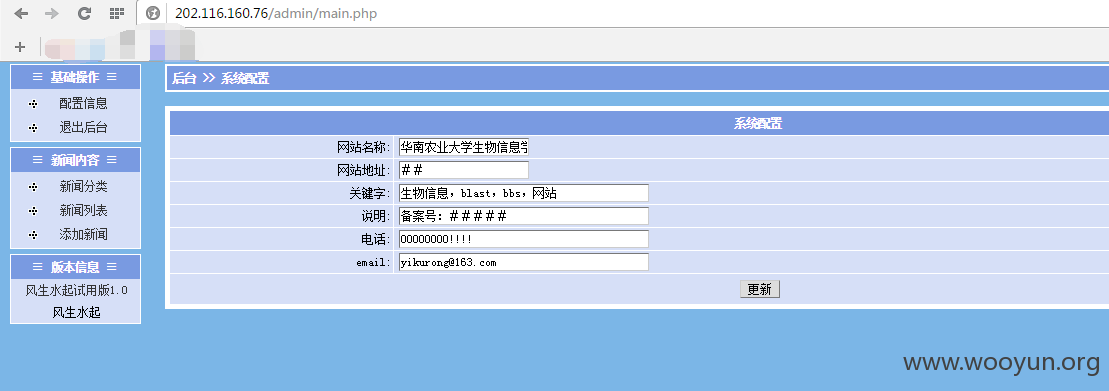 202.116.160.76/admin/main.php
≡ 基础操作 ≡
配置信息
退出后台
≡ 新闻内容 ≡
新闻分类
新闻列表
添加新闻
≡ 版本信息 ≡
风生水起试用版1.0
风生水起
后台 >> 系统配置
系统配置
网站名称: 华南农业大学生物信息学
网站地址: ##
关键字: 生物信息，blast，bbs，网站
说明: 备案号：#####
电话: 00000000!!!!
email: yikurong@163.com
更新
www.wooyun.org